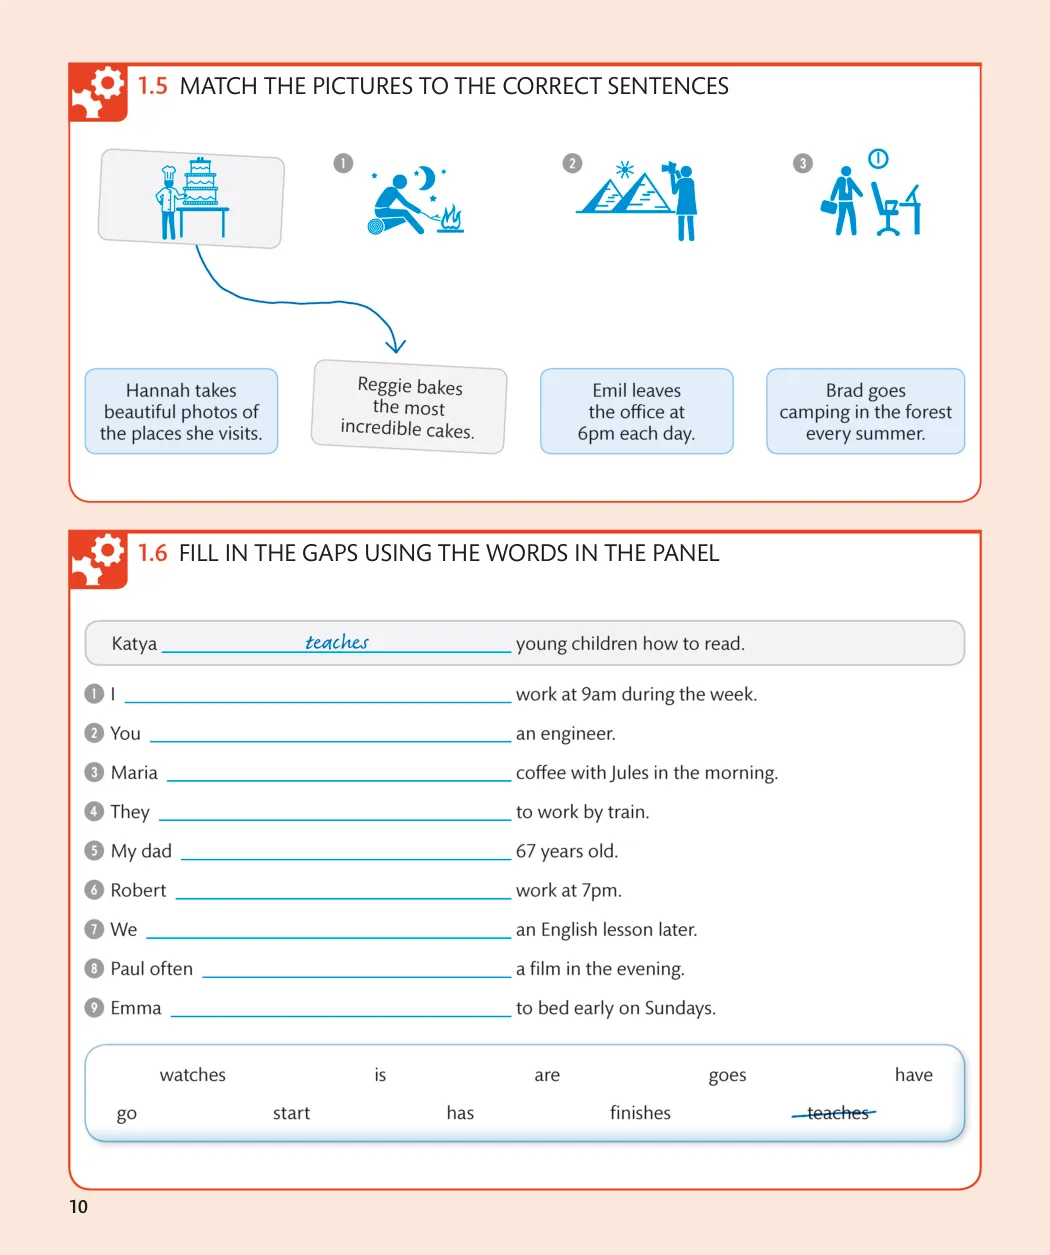 1.5 MATCH THE PICTURES TO THE CORRECT SENTENCES
1
2
3
Hannah takes
beautiful photos of
the places she visits.
Reggie bakes
the most
incredible cakes.
Emil leaves
the office at
6pm each day.
Brad goes
camping in the forest
every summer.
1.6 FILL IN THE GAPS USING THE WORDS IN THE PANEL
Katya teaches young children how to read.
1 I work at 9am during the week.
2 You an engineer.
3 Maria coffee with Jules in the morning.
4 They to work by train.
5 My dad 67 years old.
6 Robert work at 7pm.
7 We an English lesson later.
8 Paul often a film in the evening.
9 Emma to bed early on Sundays.
watches is are goes have
go start has finishes teaches
10